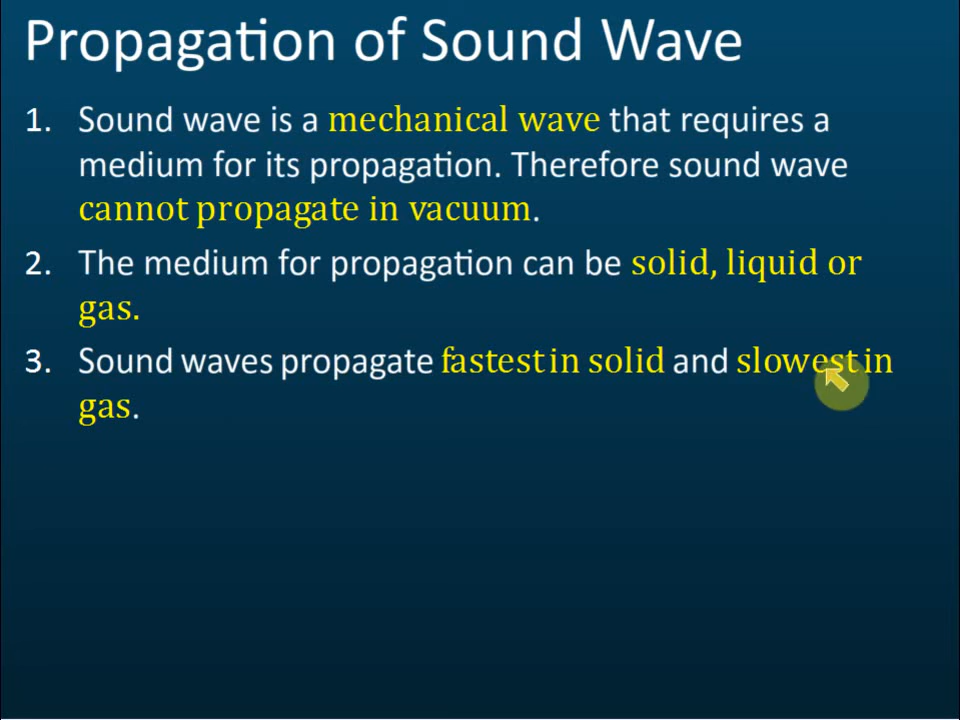 Propagation of Sound Wave
1. Sound wave is a mechanical wave that requires a
medium for its propagation. Therefore sound wave
cannot propagate in vacuum.
2. The medium for propagation can be solid, liquid or
gas.
3. Sound waves propagate fastest in solid and slowest in
gas.